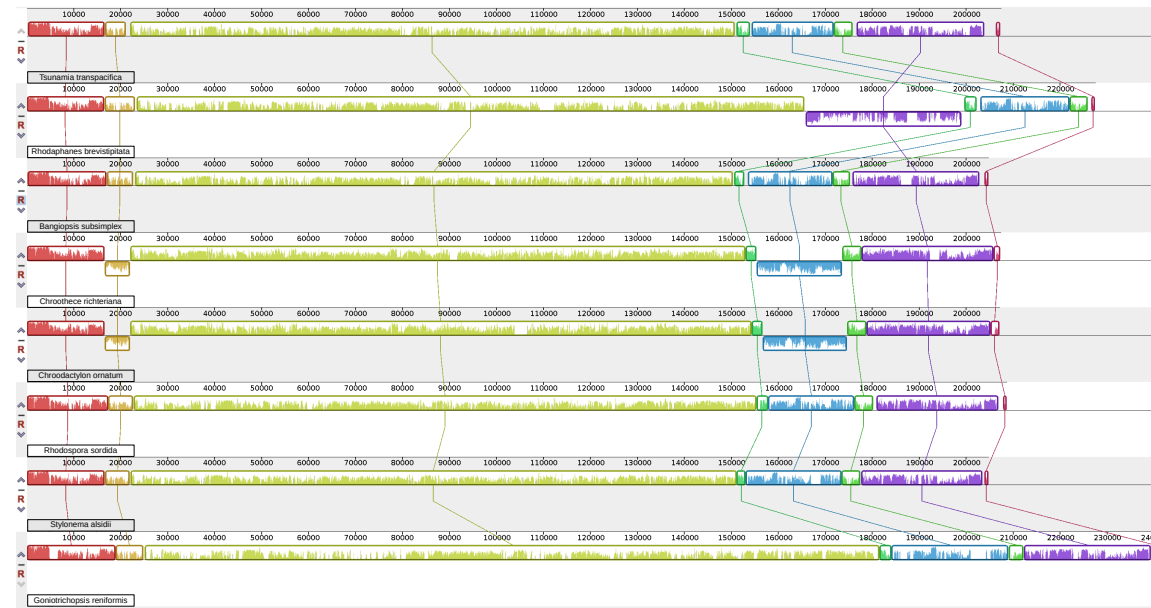 10000 20000 30000 40000 50000 60000 70000 80000 90000 100000 110000 120000 130000 140000 150000 160000 170000 180000 190000 200000
R
Tsunamia transpacifica
10000 20000 30000 40000 50000 60000 70000 80000 90000 100000 110000 120000 130000 140000 150000 160000 170000 180000 190000 200000 210000 220000
R
Rhodaphanes brevistipitata
10000 20000 30000 40000 50000 60000 70000 80000 90000 100000 110000 120000 130000 140000 150000 160000 170000 180000 190000 200000
R
Bangiopsis subsimplex
10000 20000 30000 40000 50000 60000 70000 80000 90000 100000 110000 120000 130000 140000 150000 160000 170000 180000 190000 200000
R
Chroothece richteriana
10000 20000 30000 40000 50000 60000 70000 80000 90000 100000 110000 120000 130000 140000 150000 160000 170000 180000 190000 200000
R
Chroodactylon ornatum
10000 20000 30000 40000 50000 60000 70000 80000 90000 100000 110000 120000 130000 140000 150000 160000 170000 180000 190000 200000
R
Rhodospora sordida
10000 20000 30000 40000 50000 60000 70000 80000 90000 100000 110000 120000 130000 140000 150000 160000 170000 180000 190000 200000
R
Stylonema alsidii
10000 20000 30000 40000 50000 60000 70000 80000 90000 100000 110000 120000 130000 140000 150000 160000 170000 180000 190000 200000 210000 220000 230000 24
R
Goniotrichopsis reniformis